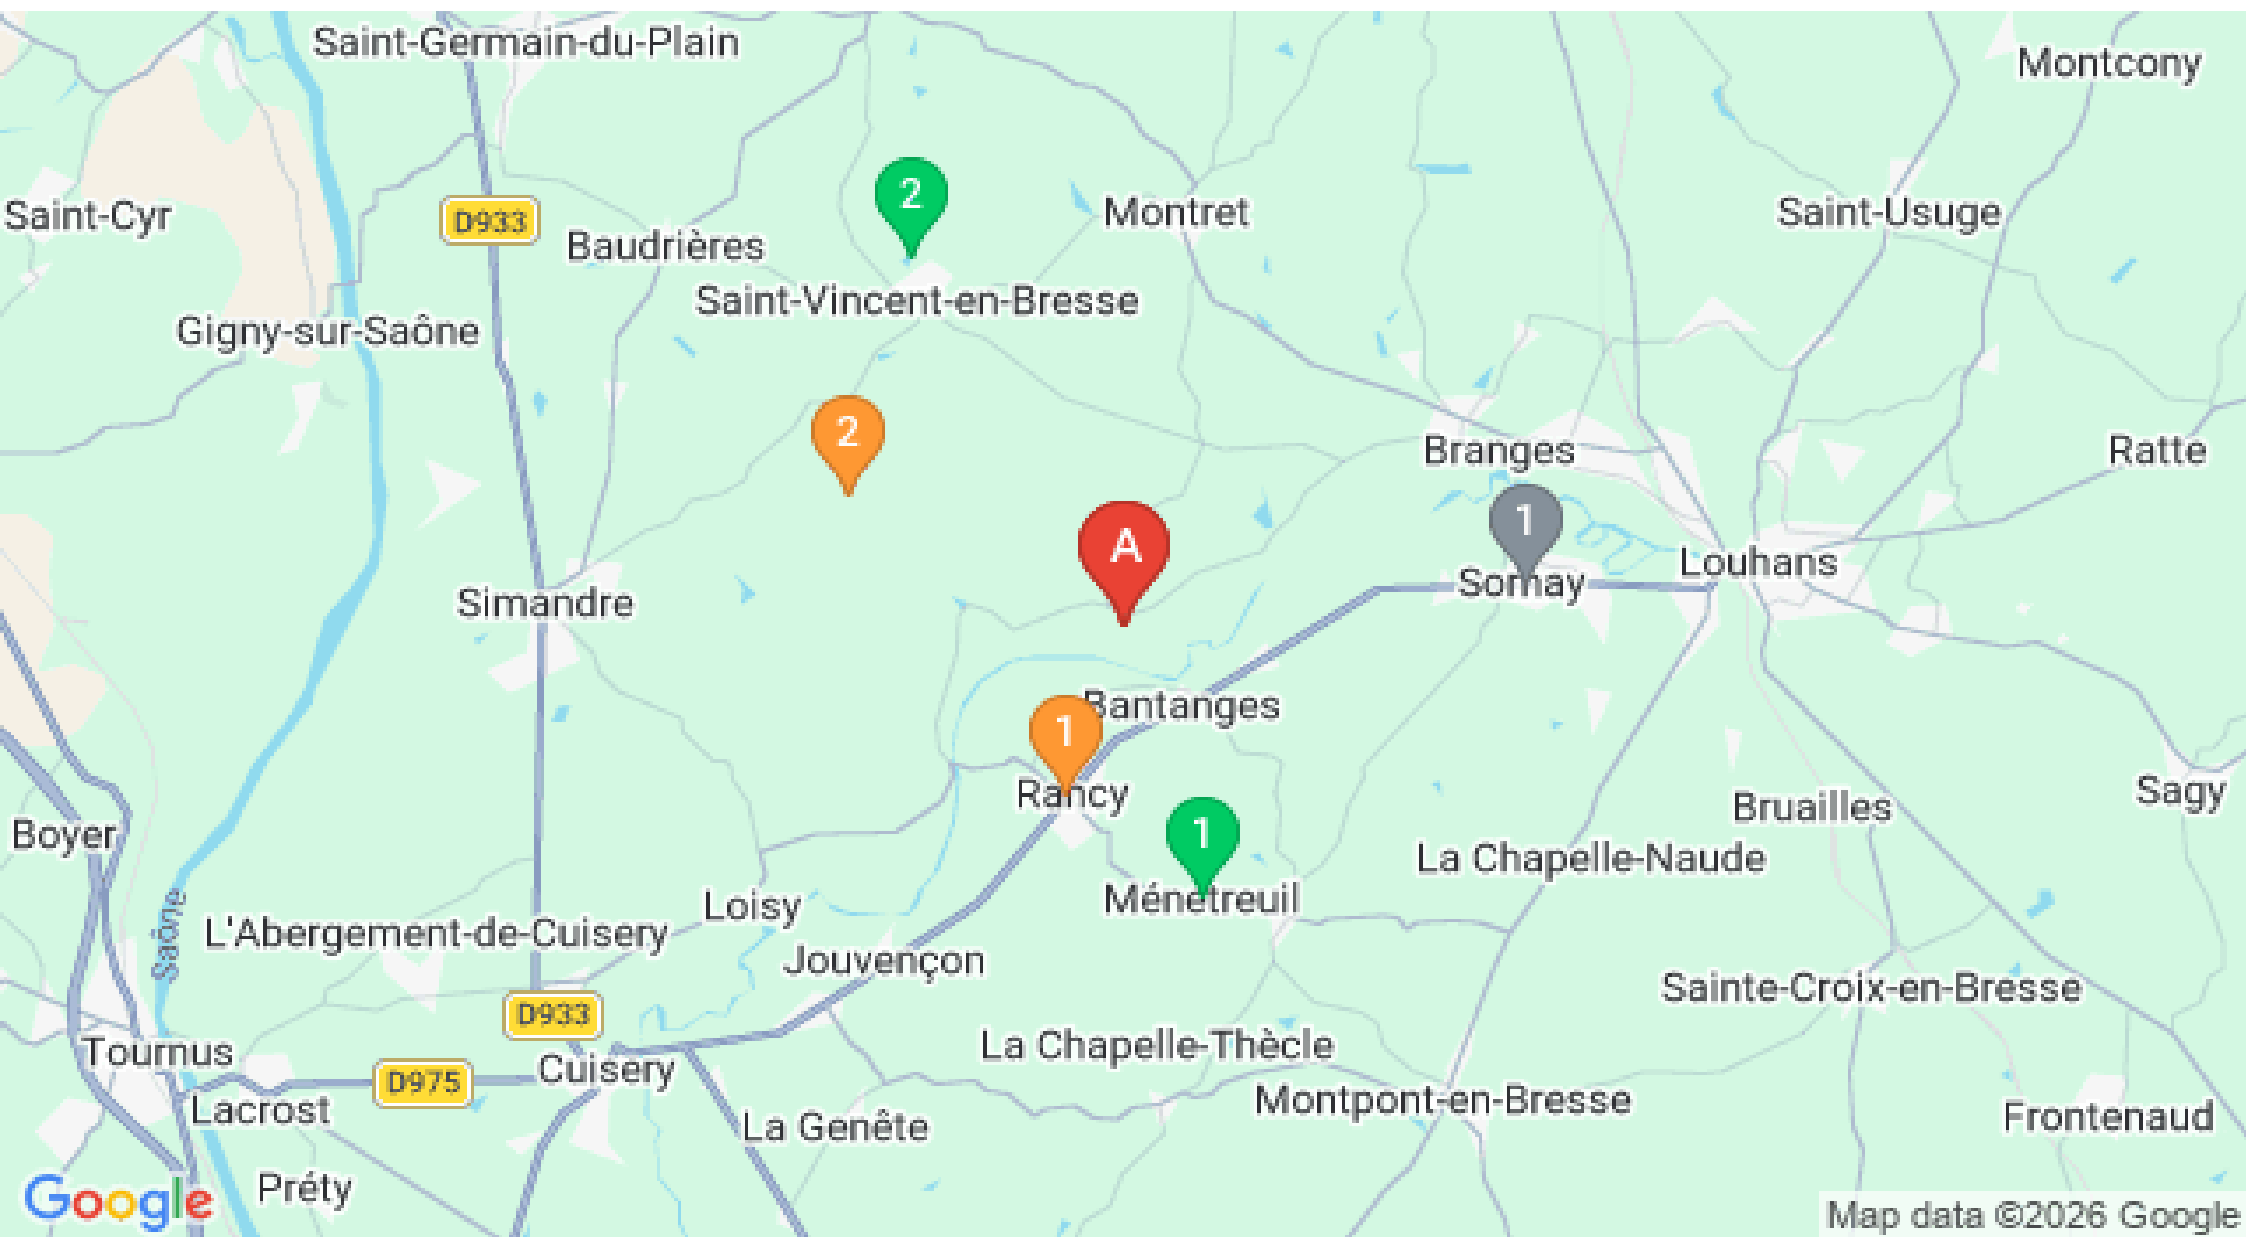 Saint-Germain-du-Plain
Montcony
2
Saint-Cyr
D933
Montret
Saint-Usuge
Baudrières
Saint-Vincent-en-Bresse
Gigny-sur-Saône
2
Branges
Ratte
1
A
Louhans
Sornay
Simandre
Bantanges
1
Rancy
Sagy
Bruailles
Boyer
1
La Chapelle-Naude
Ménetreuil
Loisy
Saône
L'Abergement-de-Cuisery
Jouvençon
Sainte-Croix-en-Bresse
D933
La Chapelle-Thècle
Tournus
Cuisery
D975
Montpont-en-Bresse
Lacrost
Frontenaud
La Genête
Préty
Google
Map data ©2026 Google